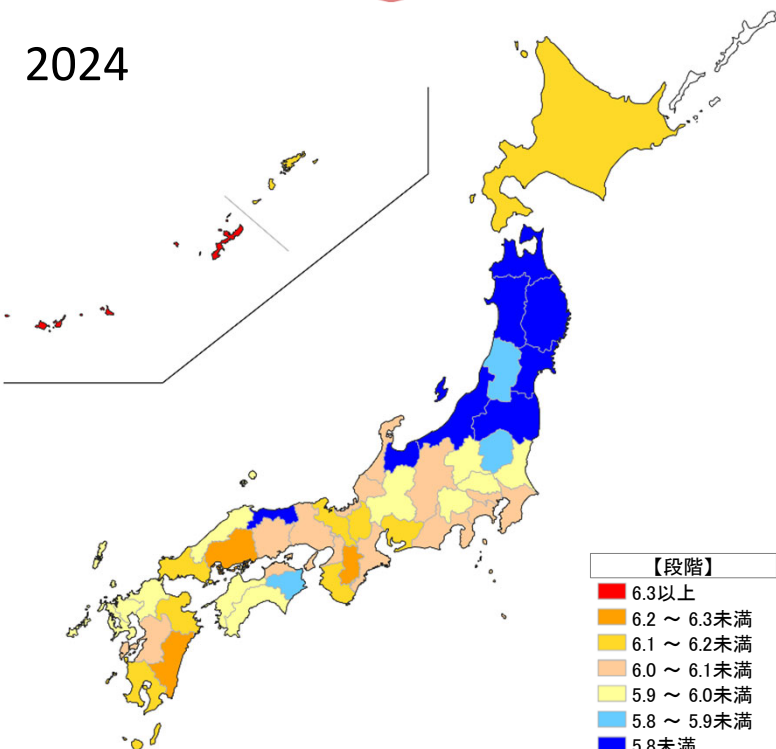 2024
【段階】
6.3以上
6.2 ～ 6.3未満
6.1 ～ 6.2未満
6.0 ～ 6.1未満
5.9 ～ 6.0未満
5.8 ～ 5.9未満
5.8未満